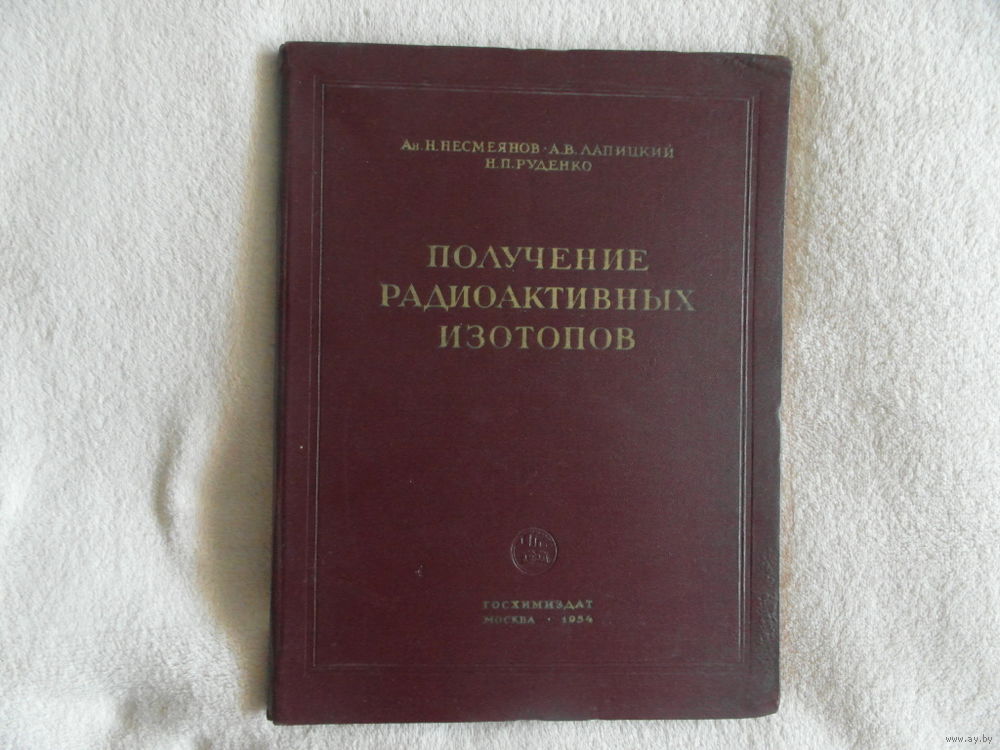 Ан. Н. НЕСМЕЯНОВ · А. В. ЛАПИЦКИЙ
Н. П. РУДЕНКО
ПОЛУЧЕНИЕ
РАДИОАКТИВНЫХ
ИЗОТОПОВ
ГОСХИМИЗДАТ
МОСКВА · 1954
www.ay.by